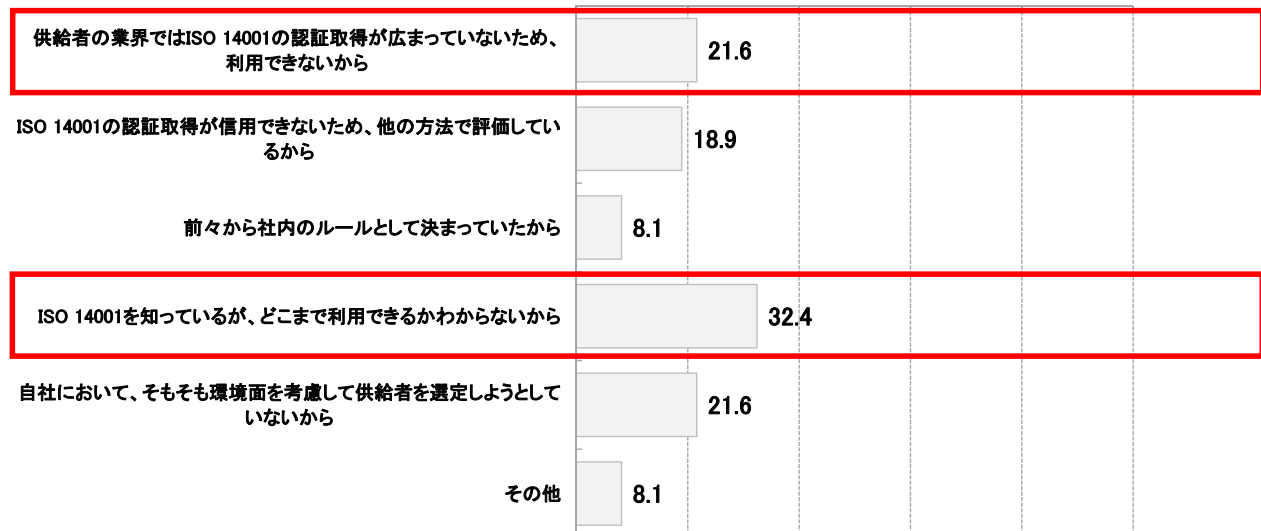 供給者の業界ではISO 14001の認証取得が広まっていないため、
利用できないから
21.6
ISO 14001の認証取得が信用できないため、他の方法で評価してい
るから
18.9
前々から社内のルールとして決まっていたから
8.1
ISO 14001を知っているが、どこまで利用できるかわからないから
32.4
自社において、そもそも環境面を考慮して供給者を選定しようとして
いないから
21.6
その他
8.1